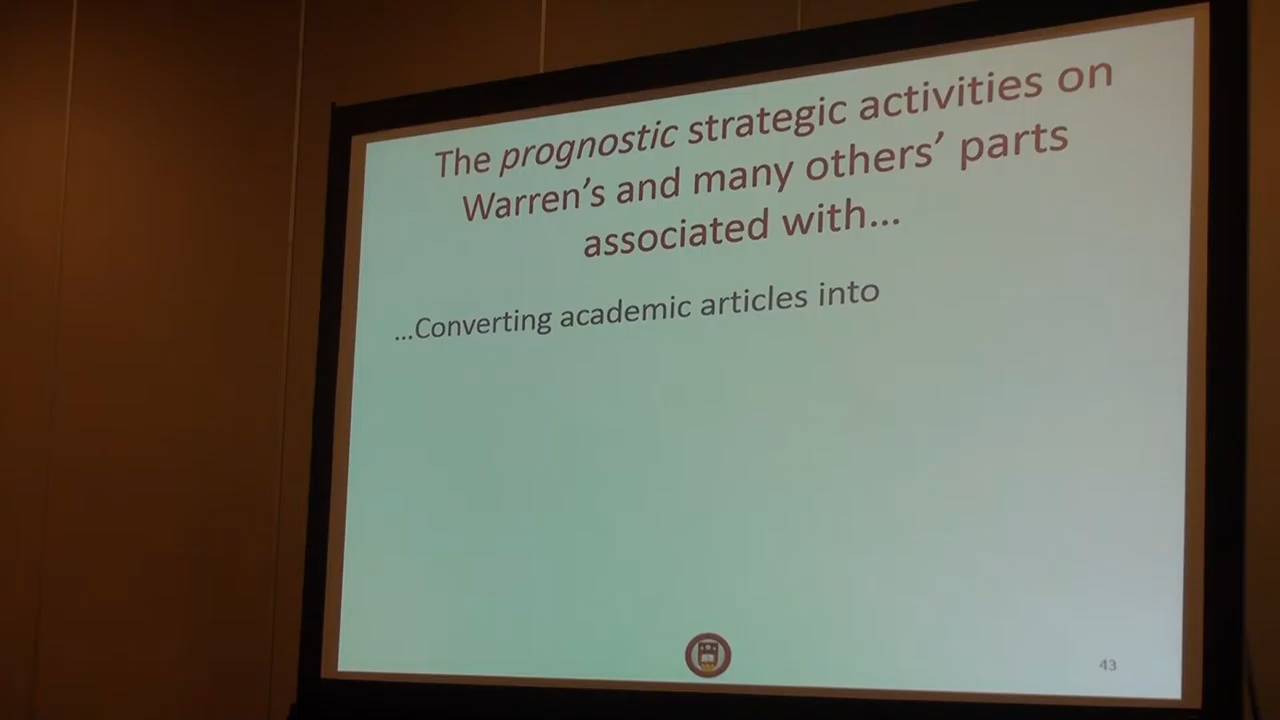 The prognostic strategic activities on
Warren's and many others' parts
associated with...
...Converting academic articles into
43